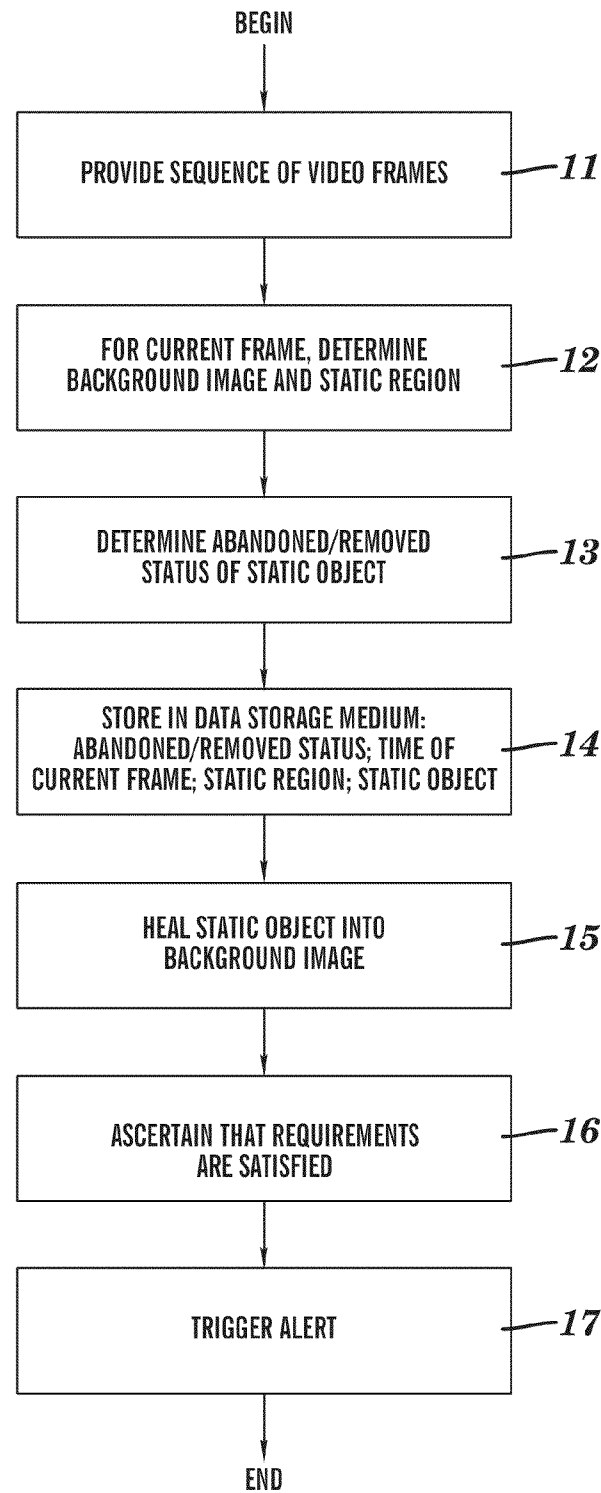 BEGIN
PROVIDE SEQUENCE OF VIDEO FRAMES
11
FOR CURRENT FRAME, DETERMINE
BACKGROUND IMAGE AND STATIC REGION
12
DETERMINE ABANDONED/REMOVED
STATUS OF STATIC OBJECT
13
STORE IN DATA STORAGE MEDIUM:
ABANDONED/REMOVED STATUS; TIME OF
CURRENT FRAME; STATIC REGION; STATIC OBJECT
14
HEAL STATIC OBJECT INTO
BACKGROUND IMAGE
15
ASCERTAIN THAT REQUIREMENTS
ARE SATISFIED
16
TRIGGER ALERT
17
END